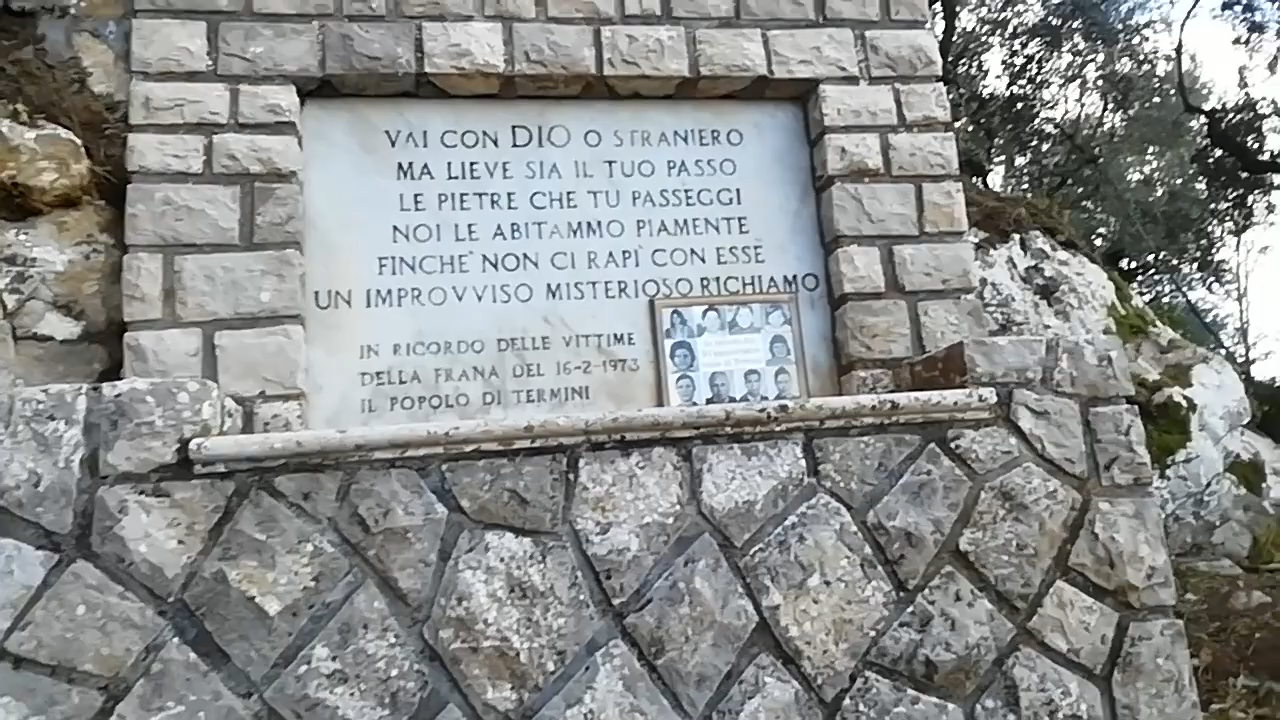 VAI CON DIO O STRANIERO
MA LIEVE SIA IL TUO PASSO
LE PIETRE CHE TU PASSEGGI
NOI LE ABITAMMO PIAMENTE
FINCHE' NON CI RAPÌ CON ESSE
UN IMPROVVISO MISTERIOSO RICHIAMO
IN RICORDO DELLE VITTIME
DELLA FRANA DEL 16-2-1973
IL POPOLO DI TERMINI